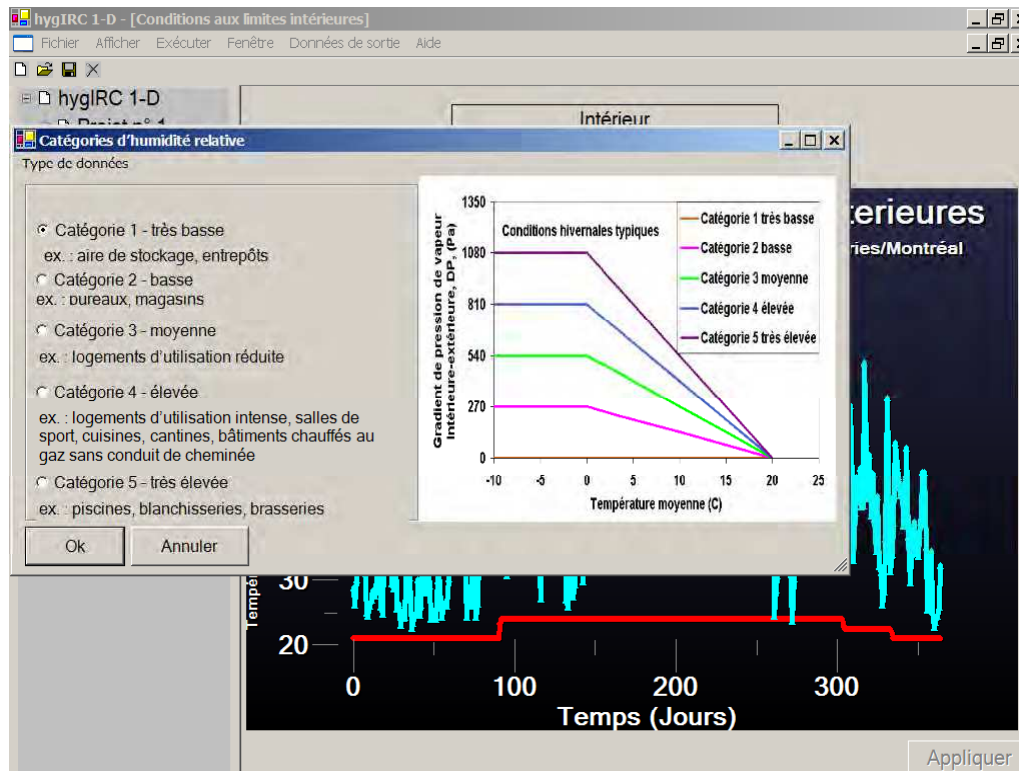 hygIRC 1-D - [Conditions aux limites intérieures]
Fichier Afficher Exécuter Fenêtre Données de sortie Aide
hygIRC 1-D
Projet n° 1
Intérieur
Catégories d'humidité relative
Type de données
Catégorie 1 - très basse
ex. : aire de stockage, entrepôts
Catégorie 2 - basse
ex. : bureaux, magasins
Catégorie 3 - moyenne
ex. : logements d'utilisation réduite
Catégorie 4 - élevée
ex. : logements d'utilisation intense, salles de
sport, cuisines, cantines, bâtiments chauffés au
gaz sans conduit de cheminée
Catégorie 5 - très élevée
ex. : piscines, blanchisseries, brasseries
Ok
Annuler
Gradient de pression de vapeur
Intérieure-extérieure, DP, (Pa)
1350
1080
810
540
270
0
Conditions hivernales typiques
Catégorie 1 très basse
Catégorie 2 basse
Catégorie 3 moyenne
Catégorie 4 élevée
Catégorie 5 très élevée
-10 -5 0 5 10 15 20 25
Température moyenne (C)
terieures
ries/Montréal
Tempé
30
20
0 100 200 300
Temps (Jours)
Appliquer